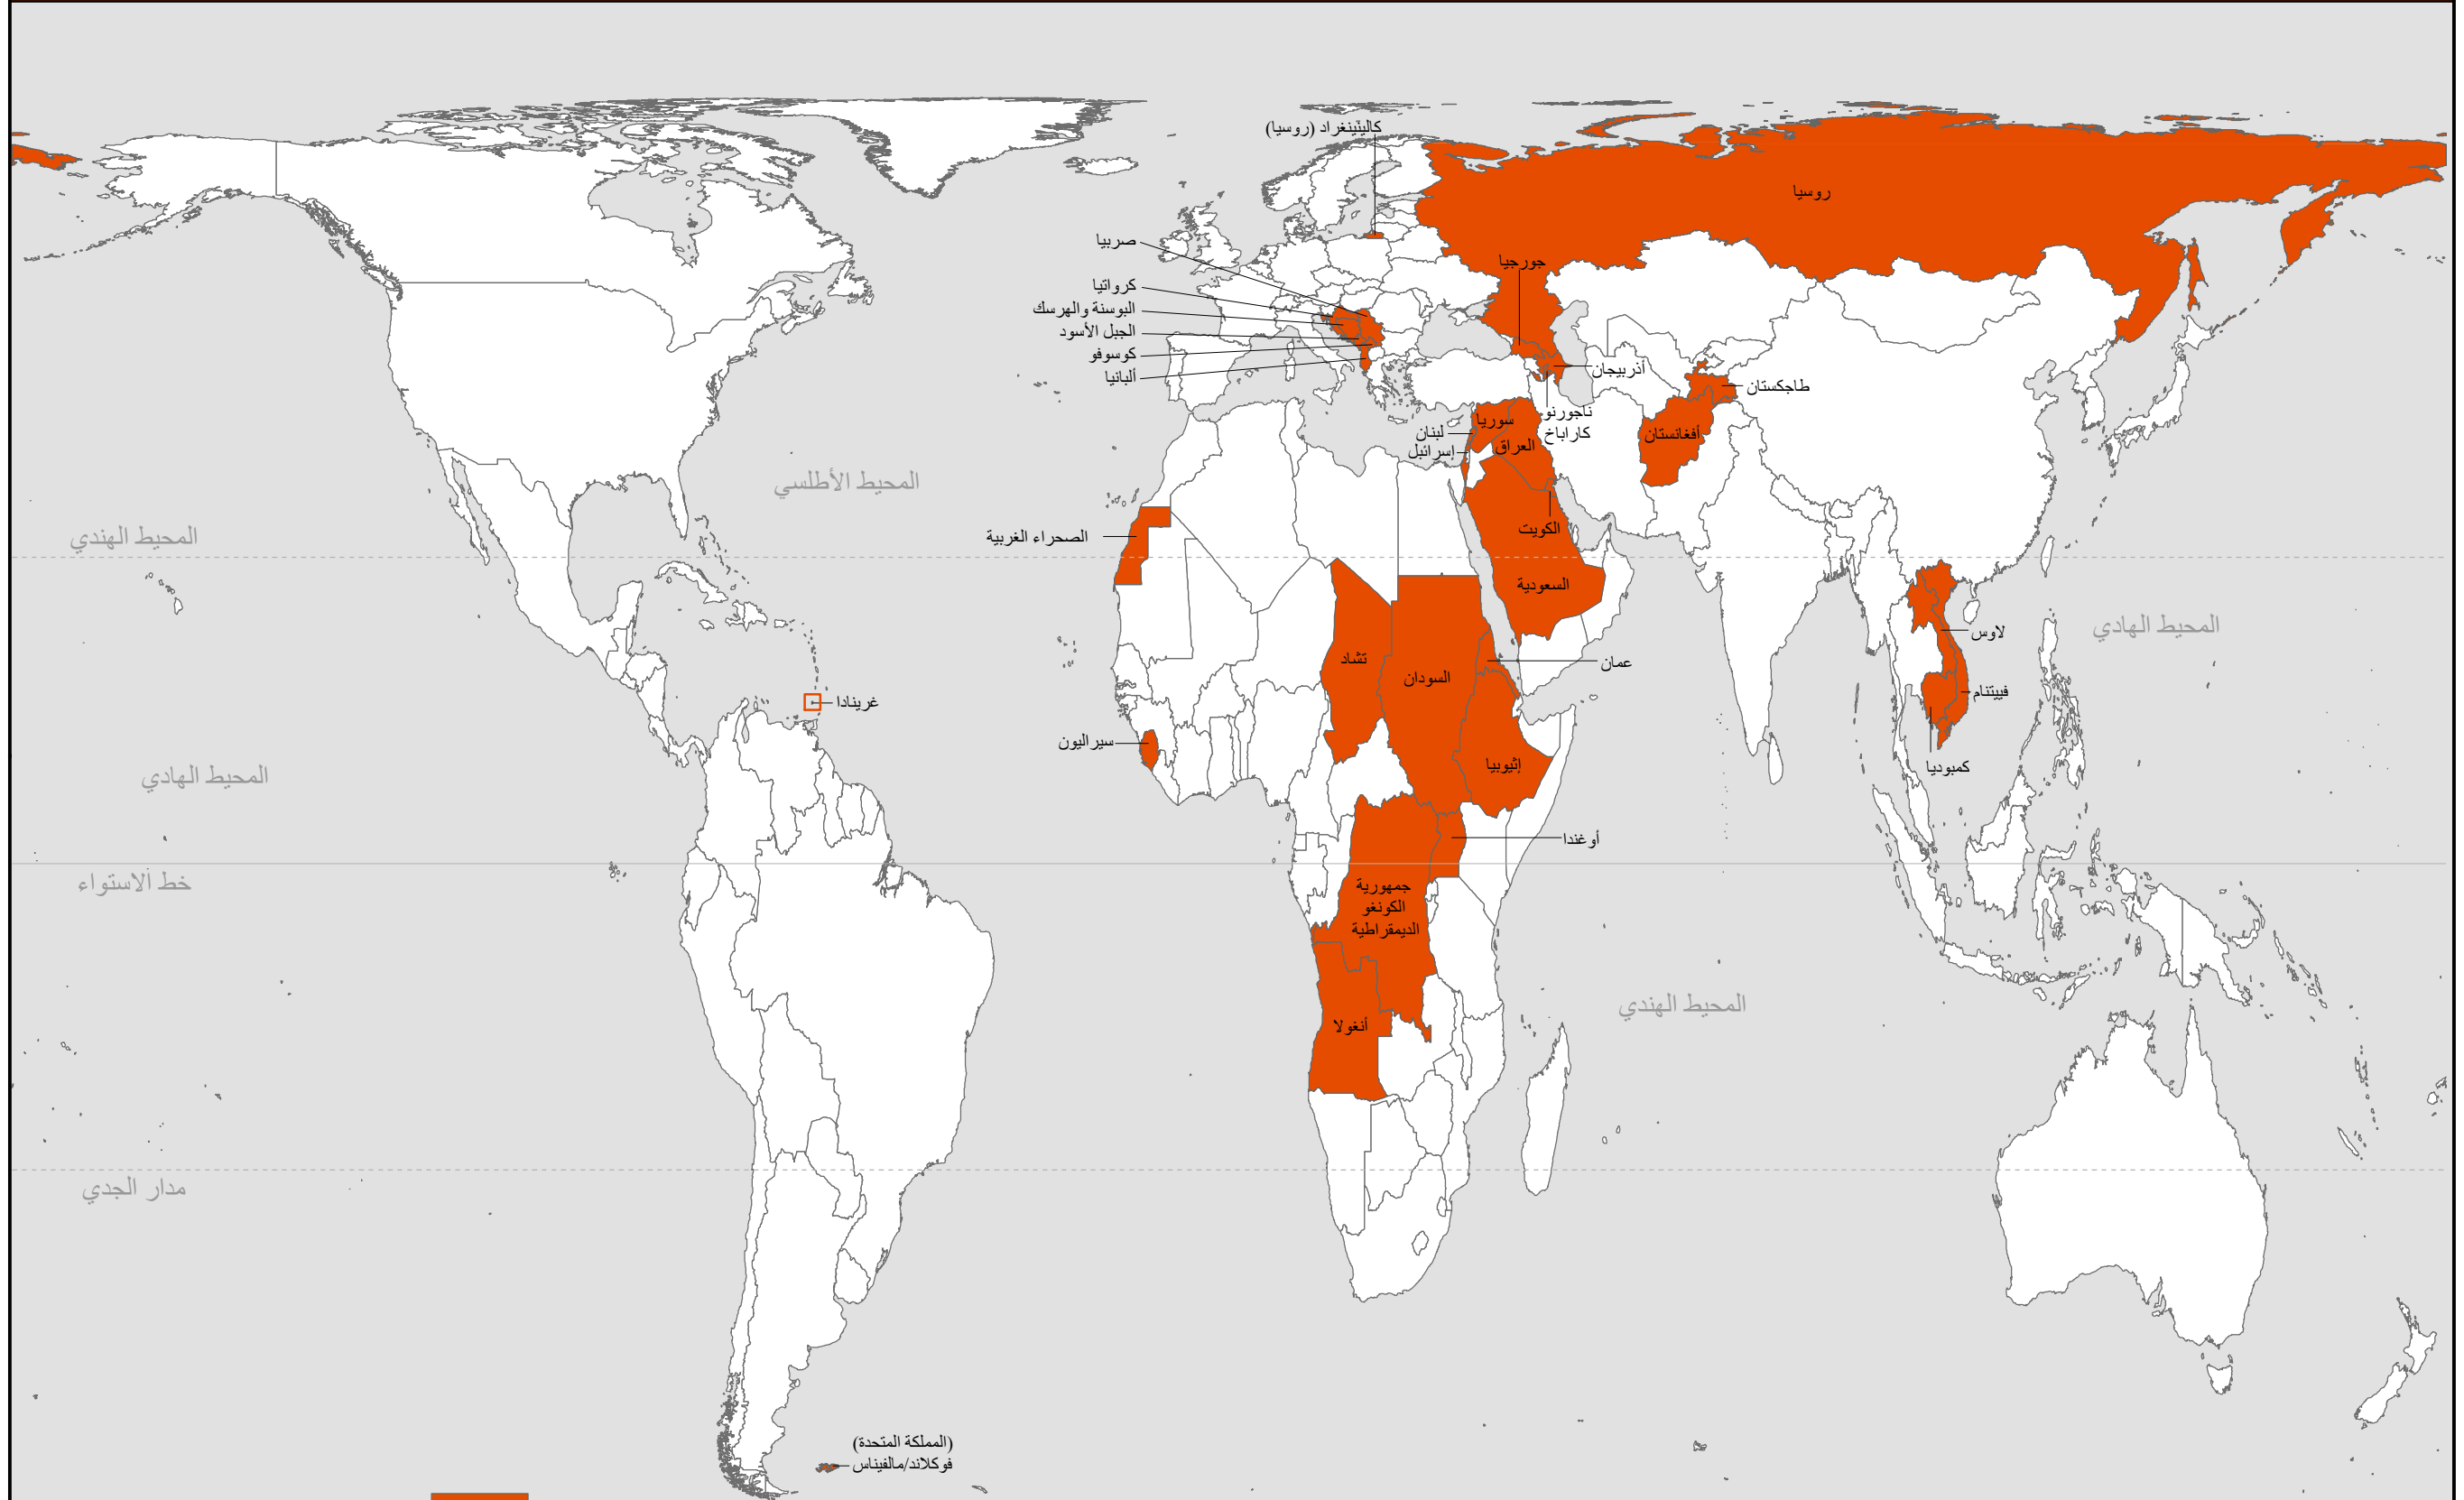 كالينينغراد (روسيا)
روسيا
صربيا
جورجيا
كرواتيا
البوسنة والهرسك
الجبل الأسود
كوسوفو
ألبانيا
أذربيجان
طاجكستان
ناجورنو
كاراباخ
سوريا
لبنان
العراق
إسرائيل
أفغانستان
المحيط الأطلسي
الكويت
المحيط الهندي
الصحراء الغربية
السعودية
المحيط الهادي
لاوس
عمان
تشاد
السودان
فييتنام
غرينادا
سيراليون
إثيوبيا
كمبوديا
المحيط الهادي
أوغندا
خط الاستواء
جمهورية
الكونغو
الديمقراطية
المحيط الهندي
أنغولا
مدار الجدي
(المملكة المتحدة)
فوكلاند/مالفيناس